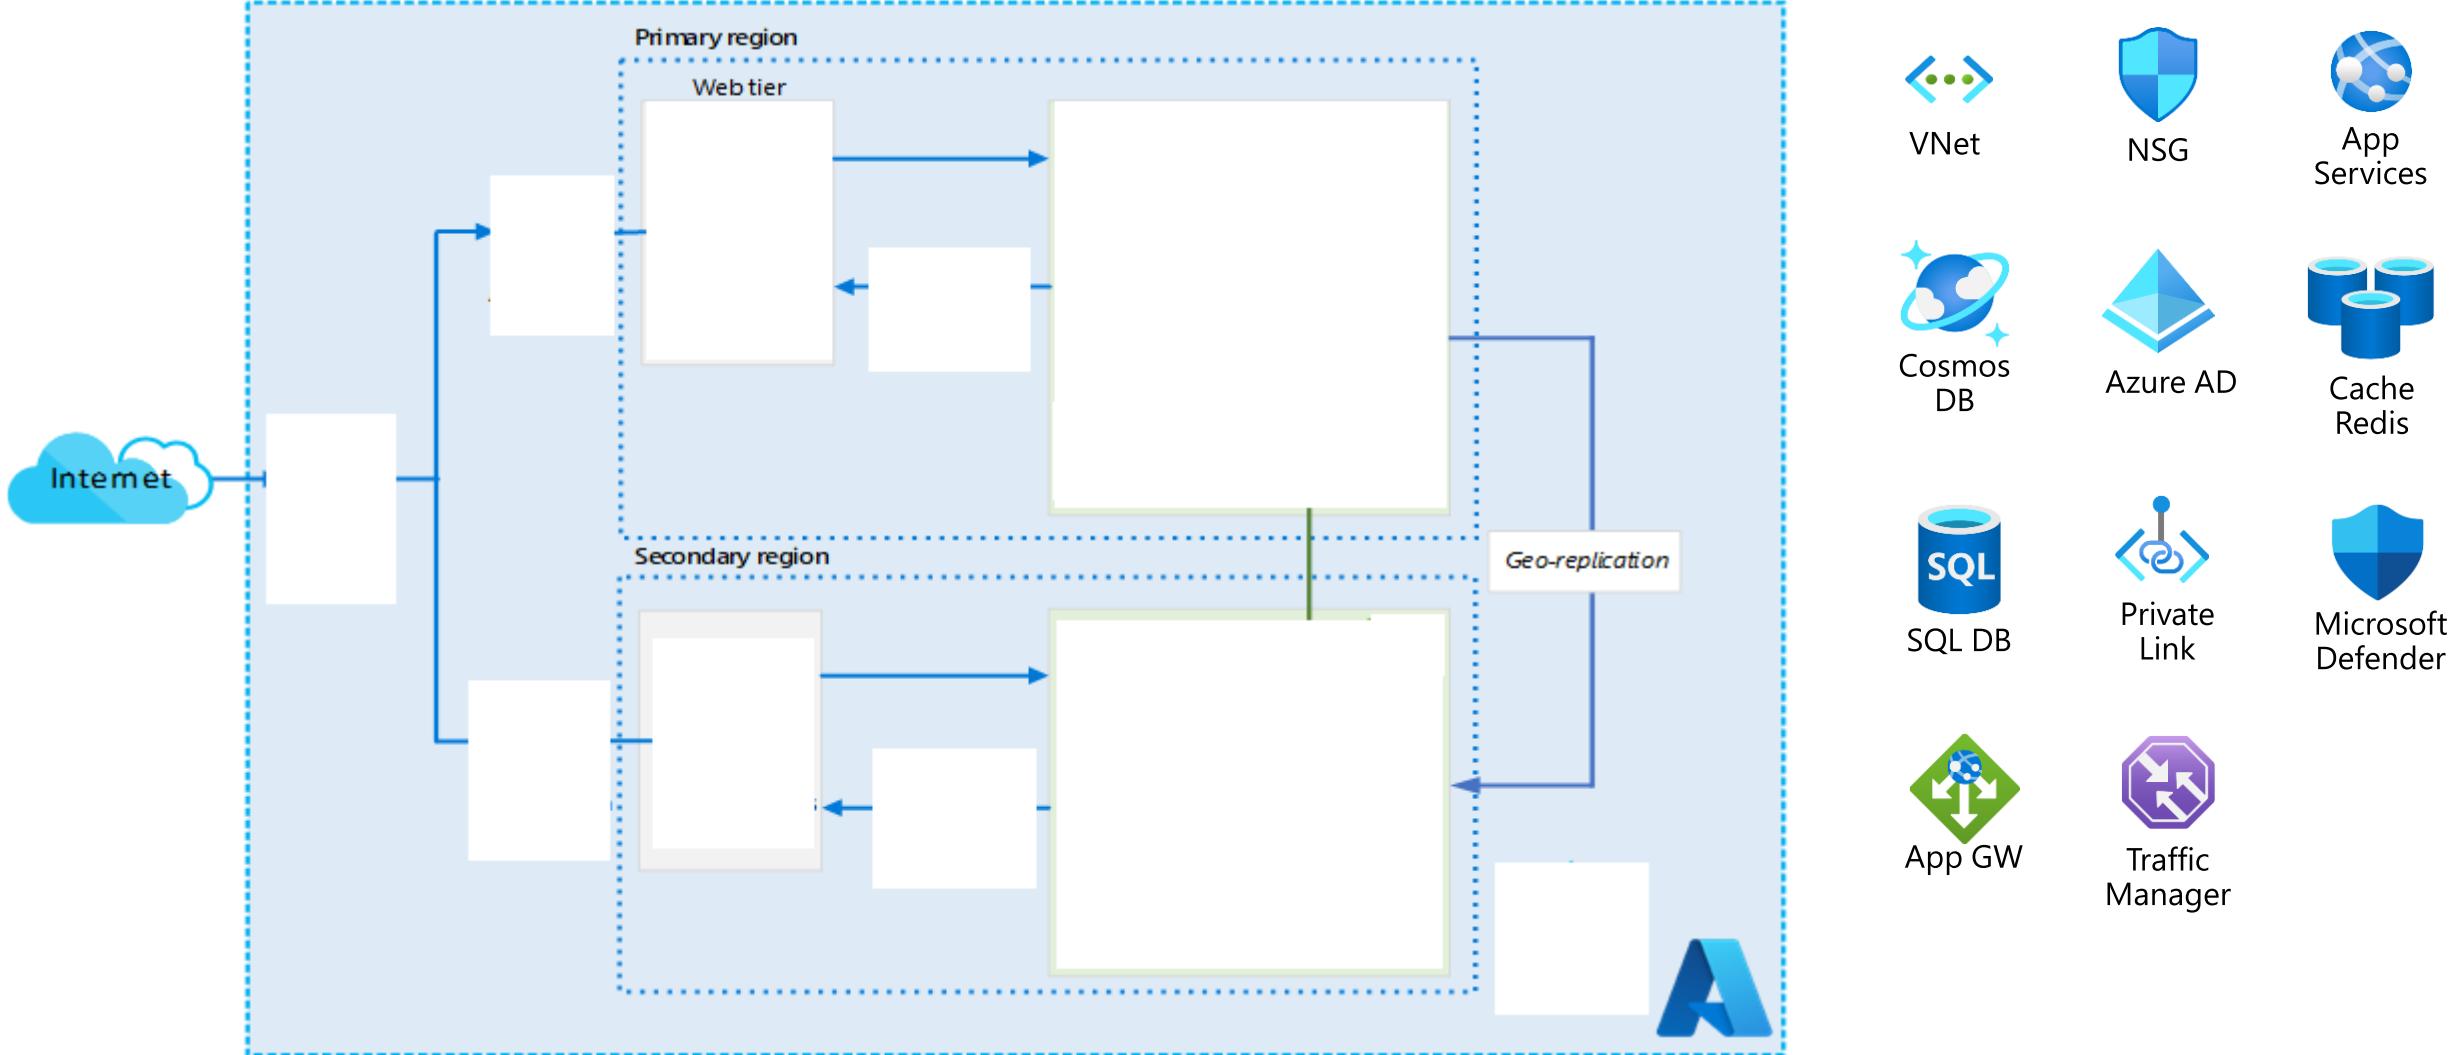 Primary region
Web tier
Internet
Secondary region
Geo-replication
VNet
NSG
App
Services
Cosmos
DB
Azure AD
Cache
Redis
SQL
SQL DB
Private
Link
Microsoft
Defender
App GW
Traffic
Manager